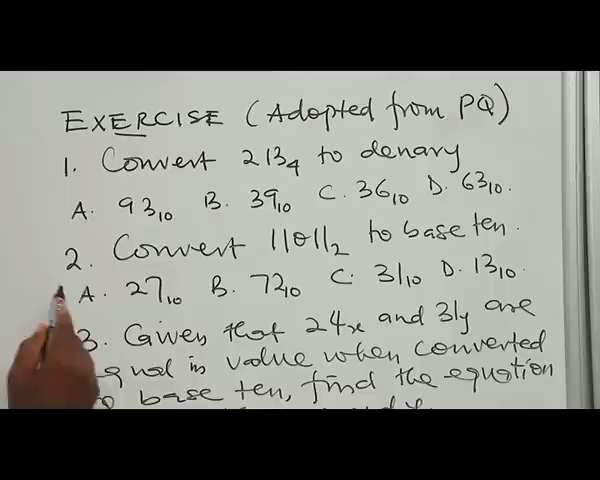 EXERCISE (Adopted from PQ)
1. Convert 213₄ to denary
A. 93₁₀ B. 39₁₀ C. 36₁₀ D. 63₁₀.
2. Convert 11011₂ to base ten.
A. 27₁₀ B. 72₁₀ C. 31₁₀ D. 13₁₀.
3. Given that 24ₓ and 31y are
equal in value when converted
base ten, find the equation